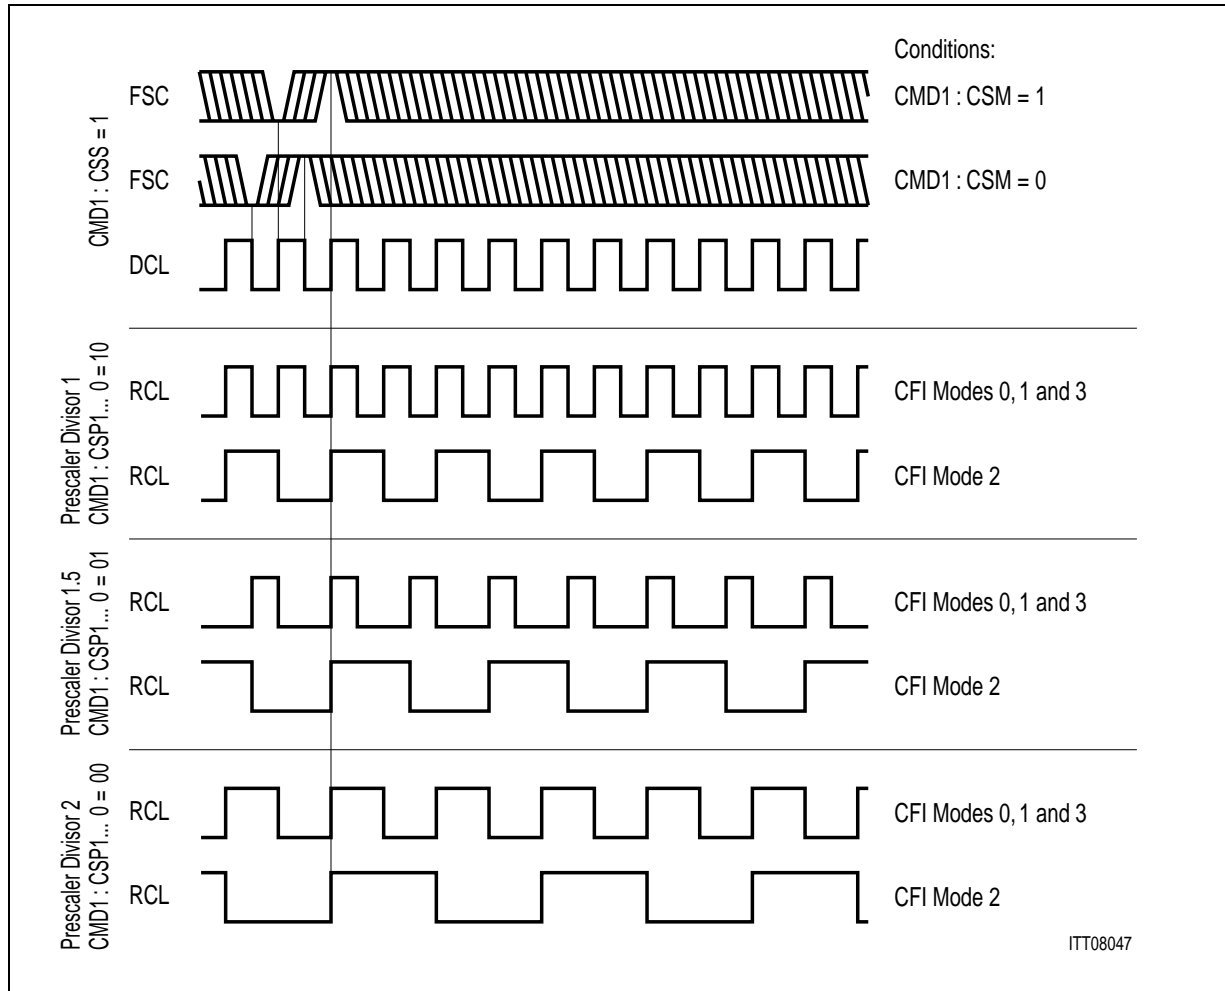 Conditions:
CMD1 : CSS = 1
FSC
CMD1 : CSM = 1
FSC
CMD1 : CSM = 0
DCL
Prescaler Divisor 1
CMD1 : CSP1... 0 = 10
RCL
CFI Modes 0, 1 and 3
RCL
CFI Mode 2
Prescaler Divisor 1.5
CMD1 : CSP1... 0 = 01
RCL
CFI Modes 0, 1 and 3
RCL
CFI Mode 2
Prescaler Divisor 2
CMD1 : CSP1... 0 = 00
RCL
CFI Modes 0, 1 and 3
RCL
CFI Mode 2
ITT08047